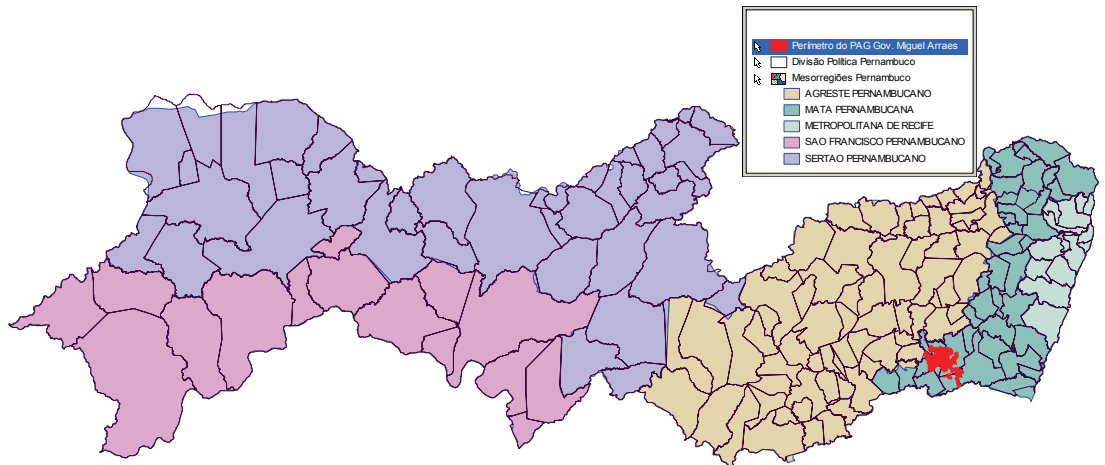 Perímetro do PAG Gov. Miguel Arraes
Divisão Política Pernambuco
Mesorregiões Pernambuco
AGRESTE PERNAMBUCANO
MATA PERNAMBUCANA
METROPOLITANA DE RECIFE
SAO FRANCISCO PERNAMBUCANO
SERTAO PERNAMBUCANO